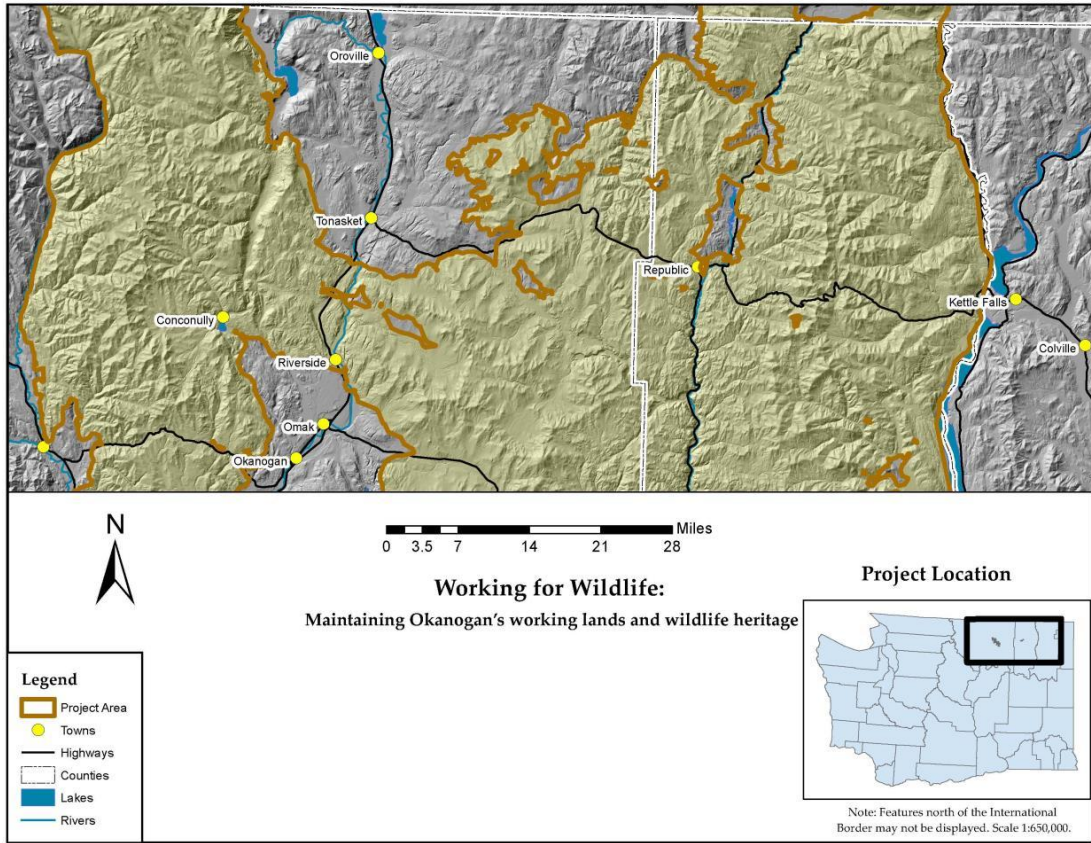 Oroville
Tonasket
Republic
Kettle Falls
Conconully
Colville
Riverside
Omak
Okanogan
N
Miles
0 3.5 7 14 21 28
Working for Wildlife:
Maintaining Okanogan's working lands and wildlife heritage
Project Location
Legend
Project Area
Towns
Highways
Counties
Lakes
Rivers
Note: Features north of the International
Border may not be displayed. Scale 1:650,000.